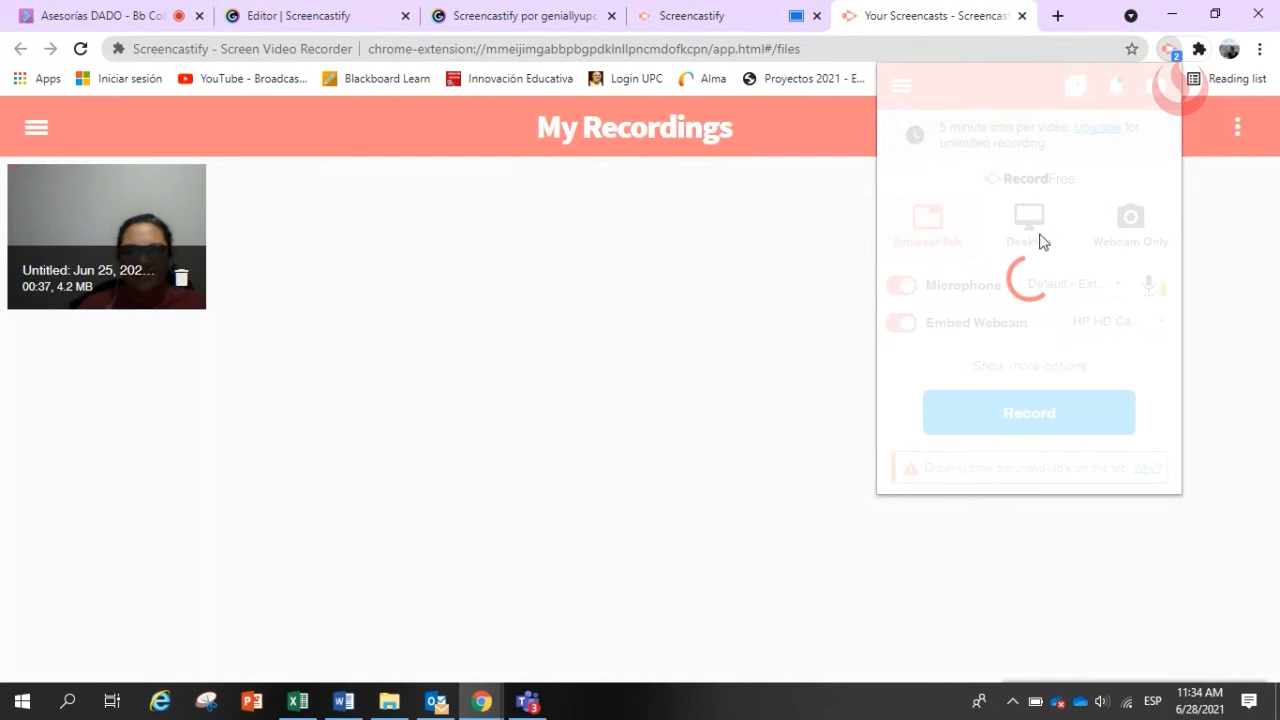 Asesorías DADO - Bb Col
Editor | Screencastify
Screencastify por geniallyupc
Screencastify
Your Screencasts - Screencas
Screencastify - Screen Video Recorder
chrome-extension://mmeijimgabbpbgpdklnllpncmdofkcpn/app.html#/files
2
Apps
Iniciar sesión
YouTube - Broadcas...
Blackboard Learn
Innovación Educativa
Login UPC
Alma
Proyectos 2021 - E...
Reading list
My Recordings
5 minute limit per video. Upgrade for
unlimited recording.
RecordFree
Browser Tab
Webcam Only
Microphone
Default - Ext...
Embed Webcam
HP HD Ca...
Show more options
Record
Drawing tools are unavailable on this tab. Why?
Untitled: Jun 25, 202...
00:37, 4.2 MB
3
ESP
11:34 AM
6/28/2021